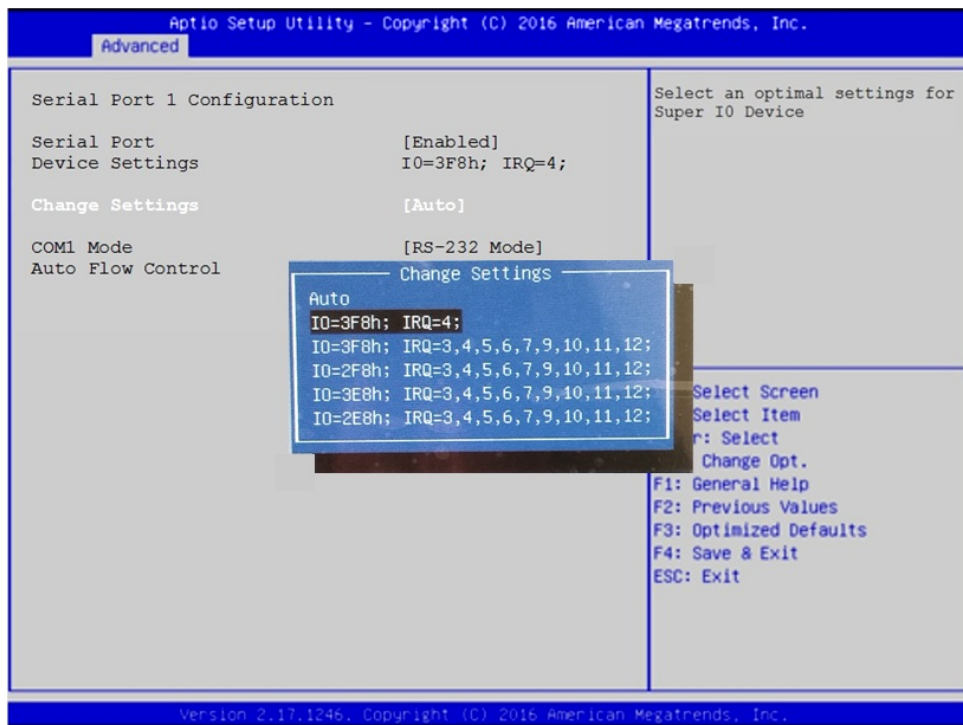 Aptio Setup Utility – Copyright (C) 2016 American Megatrends, Inc.
Advanced
Serial Port 1 Configuration
Serial Port [Enabled]
Device Settings IO=3F8h; IRQ=4;
Change Settings [Auto]
COM1 Mode [RS-232 Mode]
Auto Flow Control
Change Settings
Auto
IO=3F8h; IRQ=4;
IO=3F8h; IRQ=3,4,5,6,7,9,10,11,12;
IO=2F8h; IRQ=3,4,5,6,7,9,10,11,12;
IO=3E8h; IRQ=3,4,5,6,7,9,10,11,12;
IO=2E8h; IRQ=3,4,5,6,7,9,10,11,12;
Select an optimal settings for
Super IO Device
Select Screen
Select Item
r: Select
Change Opt.
F1: General Help
F2: Previous Values
F3: Optimized Defaults
F4: Save & Exit
ESC: Exit
Version 2.17.1246. Copyright (C) 2016 American Megatrends, Inc.